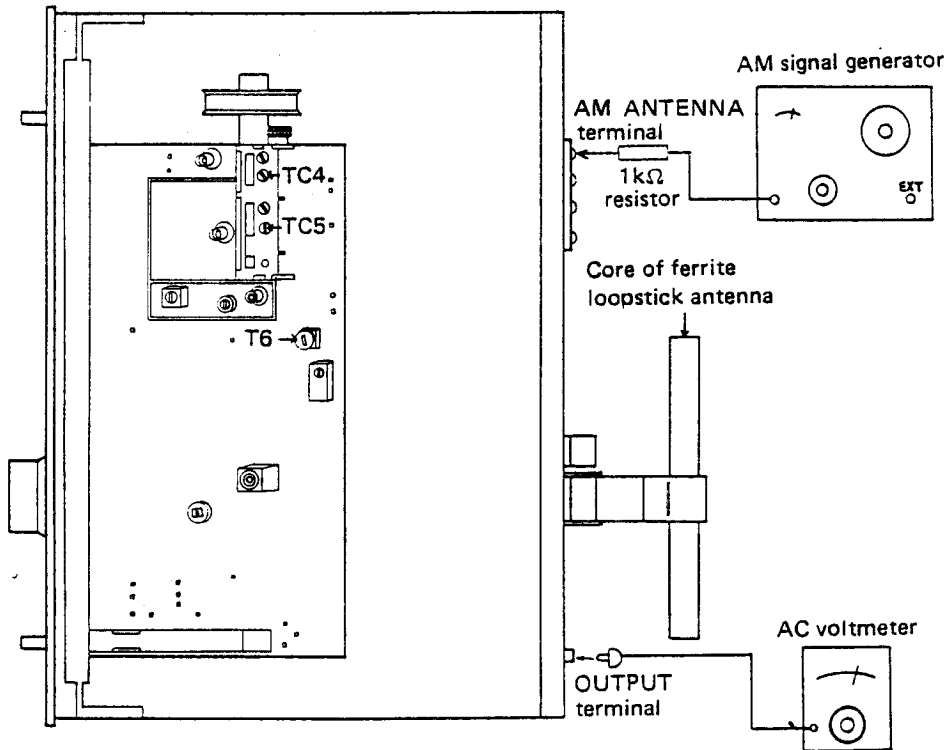 AM signal generator
AM ANTENNA
terminal
1kΩ
resistor
EXT
TC4
TC5
Core of ferrite
loopstick antenna
T6
AC voltmeter
OUTPUT
terminal